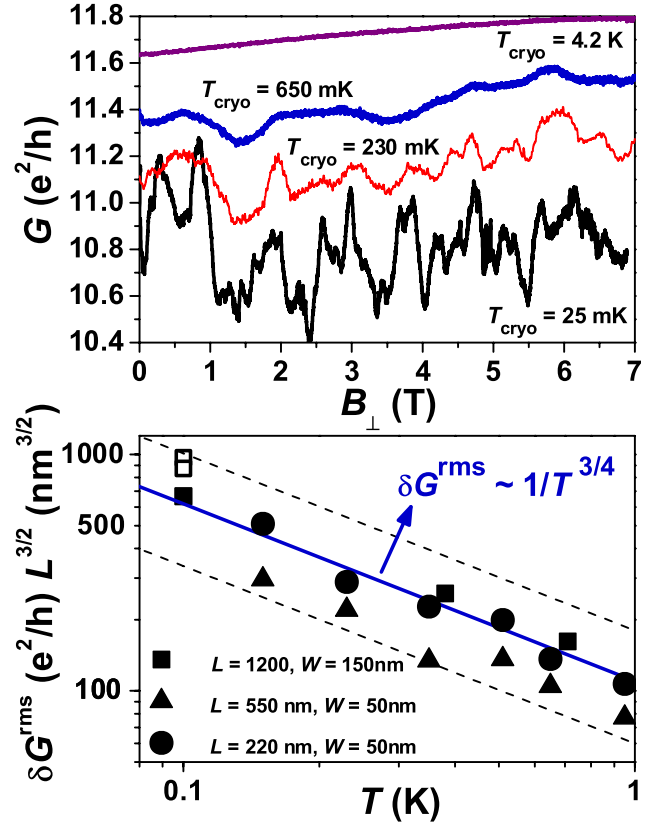 11.8
11.6
11.4
11.2
11.0
10.8
10.6
10.4
G (e²/h)
T_cryo = 4.2 K
T_cryo = 650 mK
T_cryo = 230 mK
T_cryo = 25 mK
0 1 2 3 4 5 6 7
B_⊥ (T)
1000
500
100
δG^rms (e²/h) L^3/2 (nm^3/2)
δG^rms ~ 1/T^3/4
L = 1200, W = 150nm
L = 550 nm, W = 50nm
L = 220 nm, W = 50nm
0.1 1
T (K)